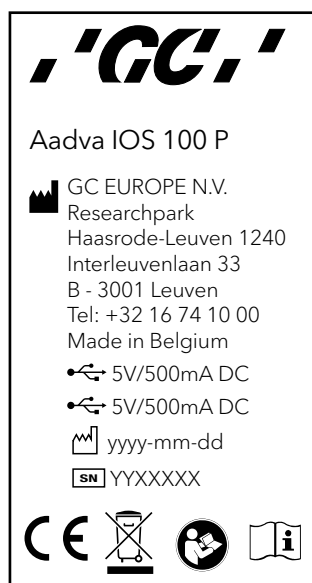 GC
Aadva IOS 100 P
GC EUROPE N.V.
Researchpark
Haasrode-Leuven 1240
Interleuvenlaan 33
B - 3001 Leuven
Tel: +32 16 74 10 00
Made in Belgium
5V/500mA DC
5V/500mA DC
yyyy-mm-dd
SN YYXXXXX
CE i